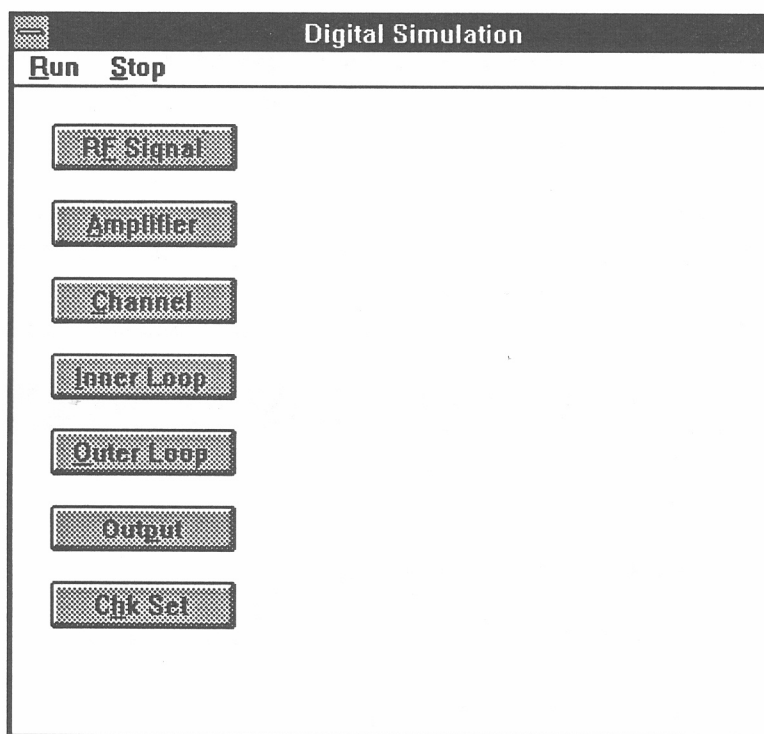 Digital Simulation
Run Stop
RF Signal
Amplifier
Channel
Inner Loop
Outer Loop
Output
Chk Set